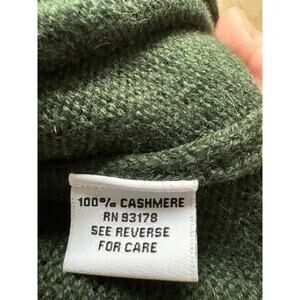 100% CASHMERE
RN 93178
SEE REVERSE
FOR CARE